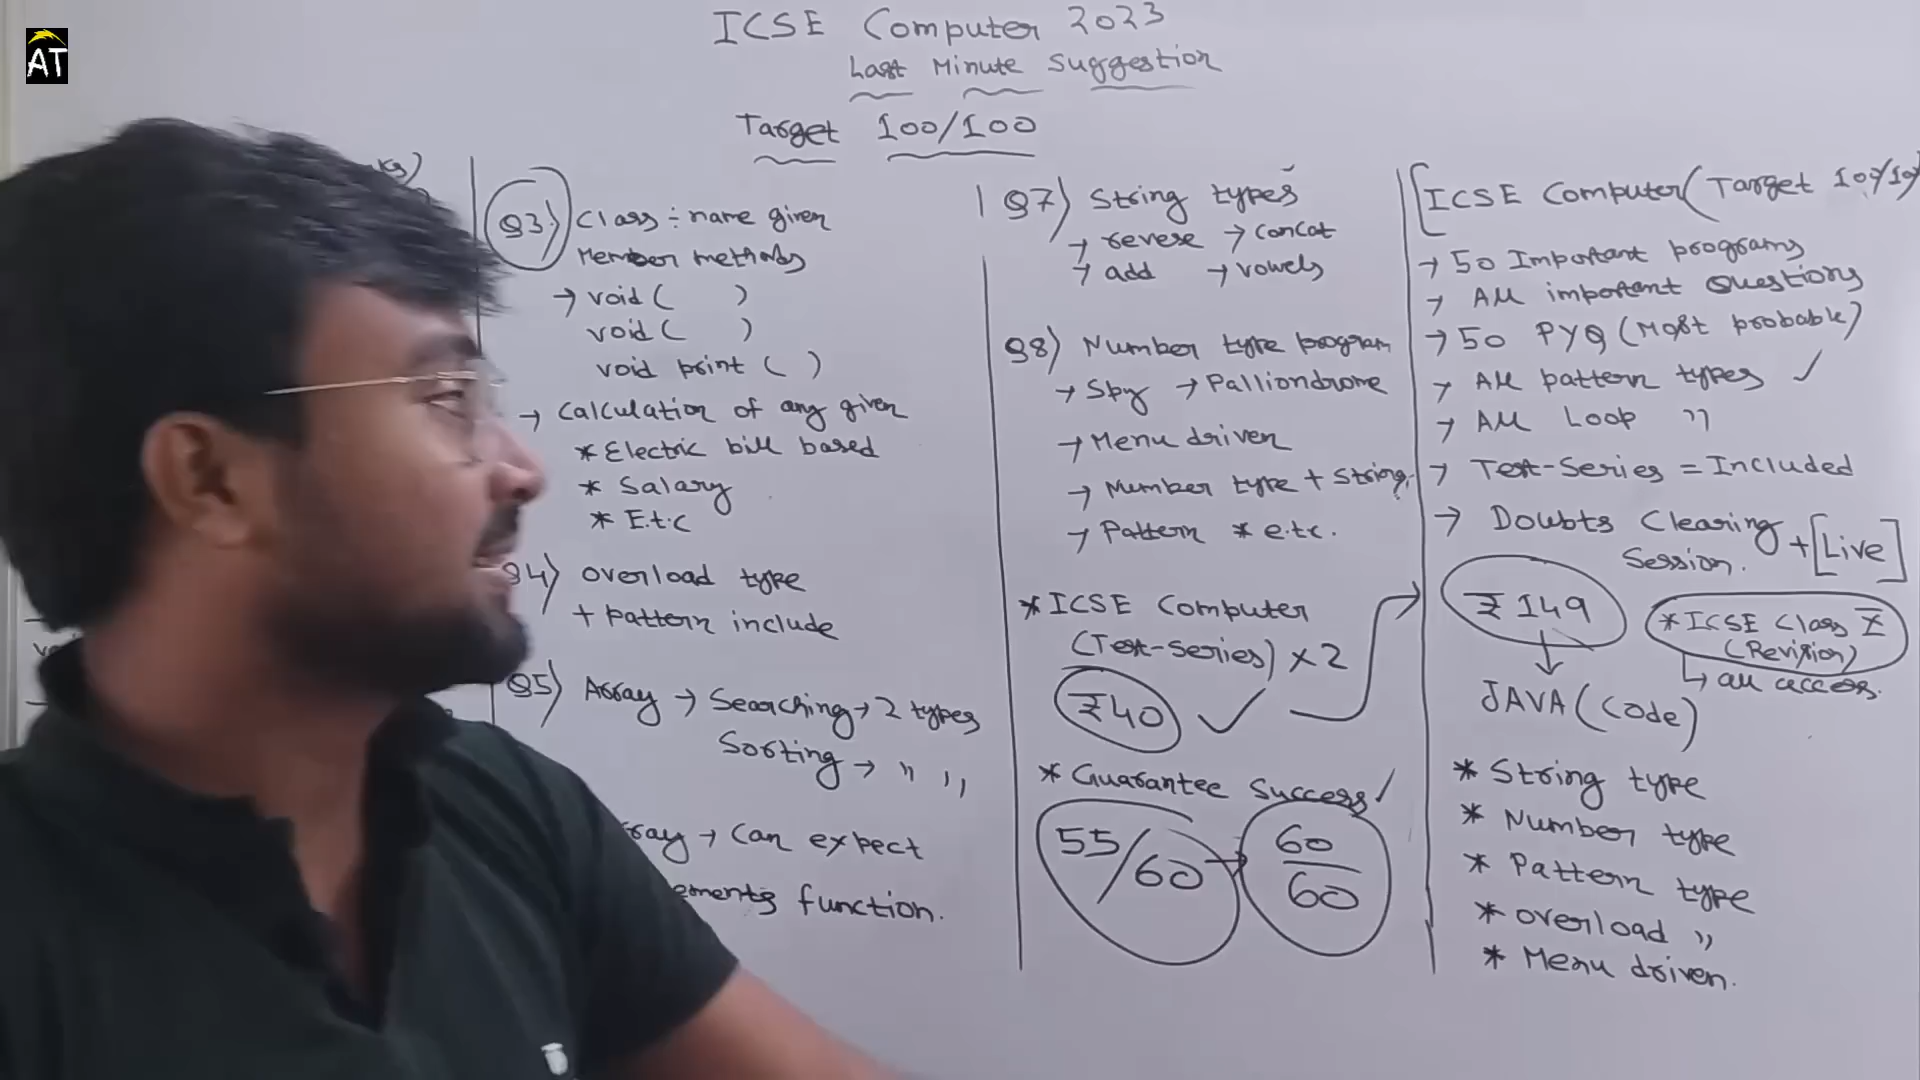 AT
ICSE Computer 2023
Last Minute Suggestion
Target 100/100
Q3) Class ÷ name given
Member methods
→ void ( )
void ( )
void print ( )
→ Calculation of any given
* Electric bill based
* Salary
* E.t.c
Q4) overload type
+ pattern include
Q5) Array → Searching → 2 types
Sorting → " "
→ Can expect
function.
Q7) String types
→ revese → concat
→ add → vowels
Q8) Number type program
→ Spy → Palliondrome
→ Menu driven
→ Number type + String
→ Pattern * e.t.c.
* ICSE Computer
(Test-Series) x 2
₹40 ✓
* Guarantee Success ✓
55/60 → 60/60
[ICSE Computer (Target 100/100
→ 50 Important programs
→ All important Questions
→ 50 PYQ (Most probable)
→ All pattern types ✓
→ All Loop "
→ Test-Series = Included
→ Doubts Clearing
Session. + [Live]
₹149
* ICSE Class X
(Revision)
↳ all access.
JAVA (Code)
* String type
* Number type
* Pattern type
* overload "
* Menu driven.